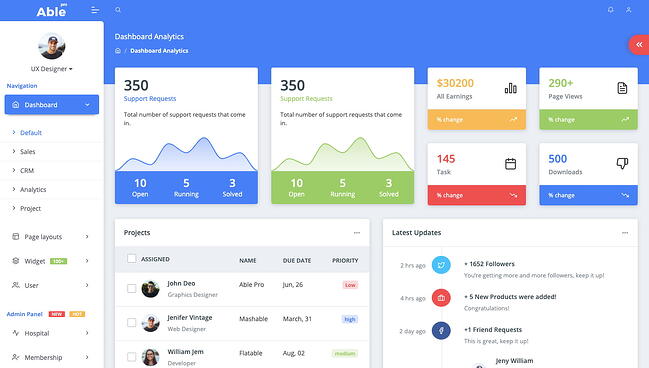 Able pro
UX Designer
Navigation
Dashboard
Default
Sales
CRM
Analytics
Project
Page layouts
Widget 100+
User
Admin Panel NEW HOT
Hospital
Membership
Dashboard Analytics
/ Dashboard Analytics
350
Support Requests
Total number of support requests that come
in.
10 5 3
Open Running Solved
350
Support Requests
Total number of support requests that come
in.
10 5 3
Open Running Solved
$30200
All Earnings
% change
290+
Page Views
% change
145
Task
% change
500
Downloads
% change
Projects
ASSIGNED NAME DUE DATE PRIORITY
John Deo Able Pro Jun, 26 Low
Graphics Designer
Jenifer Vintage Mashable March, 31 high
Web Designer
William Jem Flatable Aug, 02 medium
Developer
Latest Updates
2 hrs ago + 1652 Followers
You're getting more and more followers, keep it up!
4 hrs ago + 5 New Products were added!
Congratulations!
2 day ago +1 Friend Requests
This is great, keep it up!
Jeny William